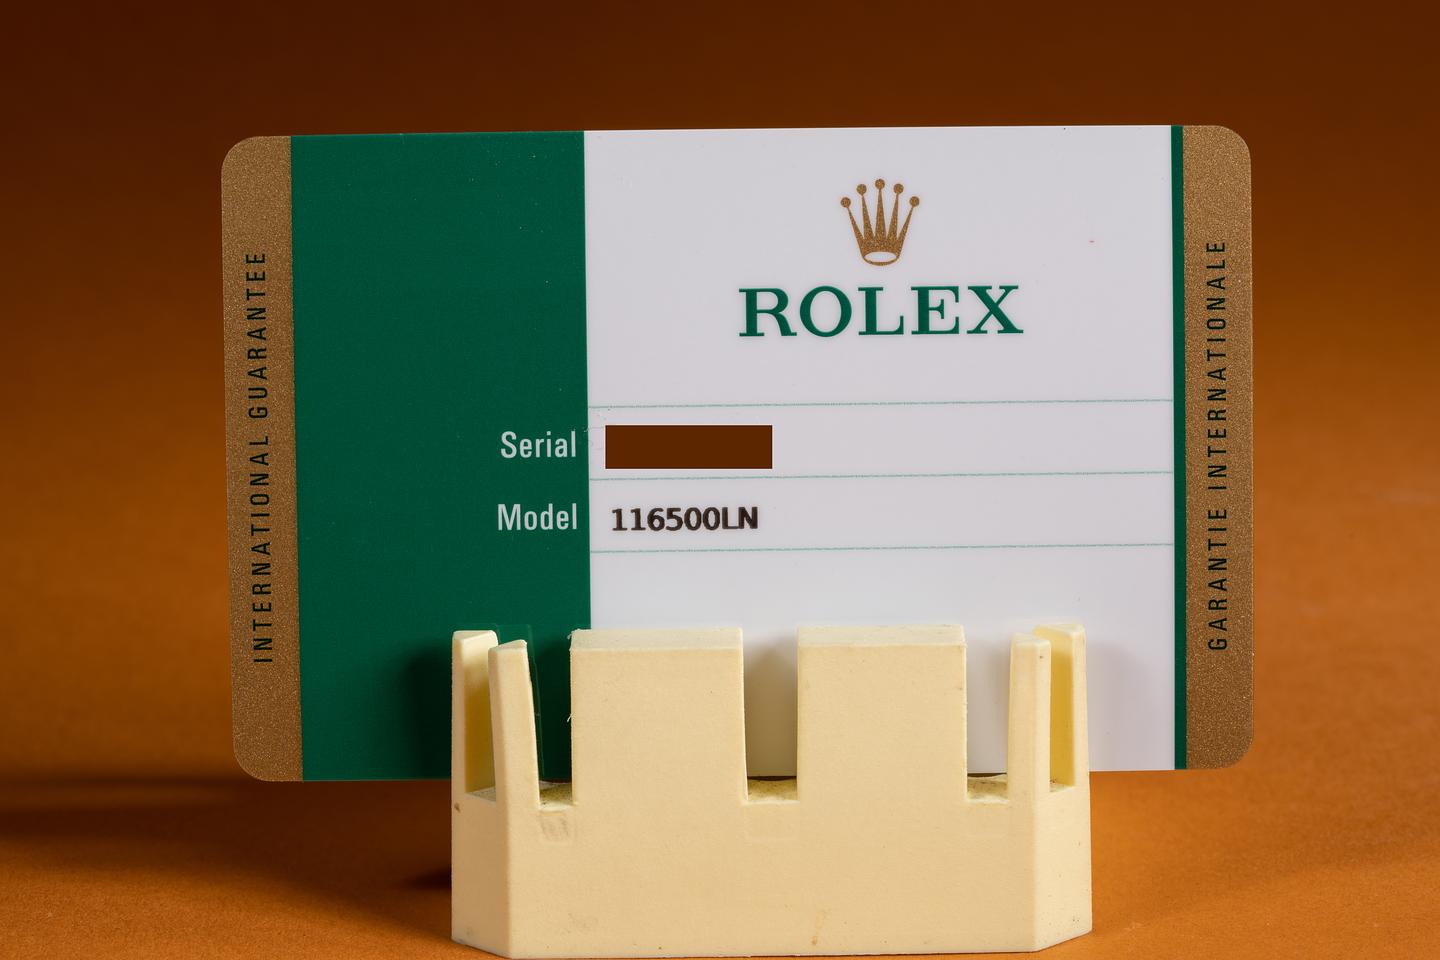 INTERNATIONAL GUARANTEE
ROLEX
Serial
Model 116500LN
GARANTIE INTERNATIONALE